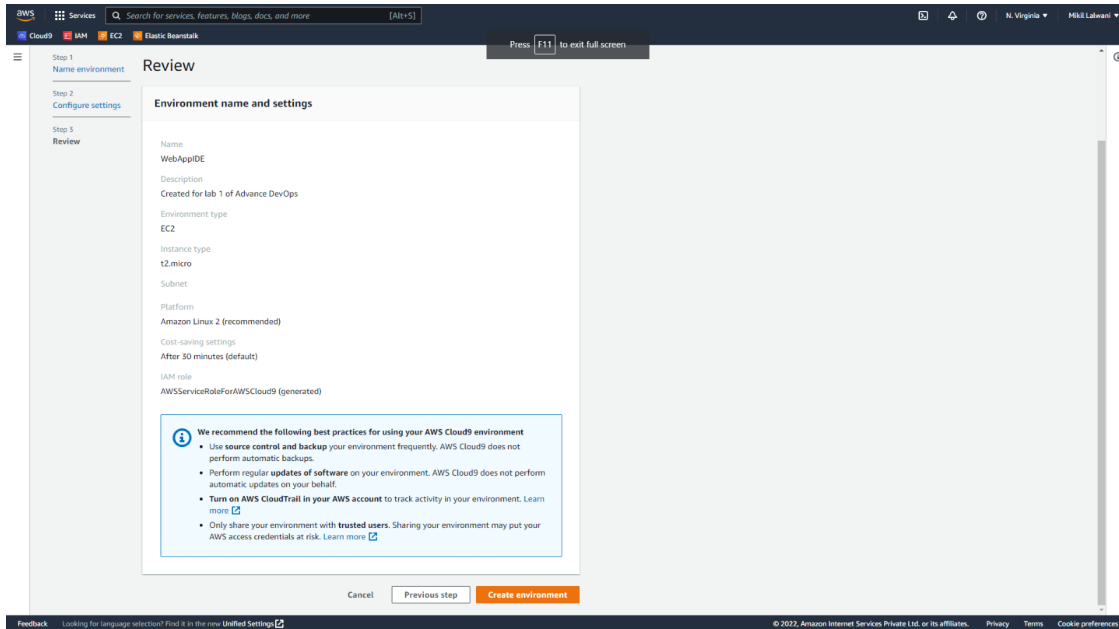 aws
Services
Search for services, features, blogs, docs, and more
[Alt+S]
N. Virginia
Mikil Lalwani
Cloud9
IAM
EC2
Elastic Beanstalk
Press F11 to exit full screen
Step 1
Name environment
Step 2
Configure settings
Step 3
Review
Review
Environment name and settings
Name
WebAppIDE
Description
Created for lab 1 of Advance DevOps
Environment type
EC2
Instance type
t2.micro
Subnet
Platform
Amazon Linux 2 (recommended)
Cost-saving settings
After 30 minutes (default)
IAM role
AWSServiceRoleForAWSCloud9 (generated)
We recommend the following best practices for using your AWS Cloud9 environment
• Use source control and backup your environment frequently. AWS Cloud9 does not
perform automatic backups.
• Perform regular updates of software on your environment. AWS Cloud9 does not perform
automatic updates on your behalf.
• Turn on AWS CloudTrail in your AWS account to track activity in your environment. Learn
more
• Only share your environment with trusted users. Sharing your environment may put your
AWS access credentials at risk. Learn more
Cancel
Previous step
Create environment
Feedback
Looking for language selection? Find it in the new Unified Settings
© 2022, Amazon Internet Services Private Ltd. or its affiliates.
Privacy
Terms
Cookie preferences